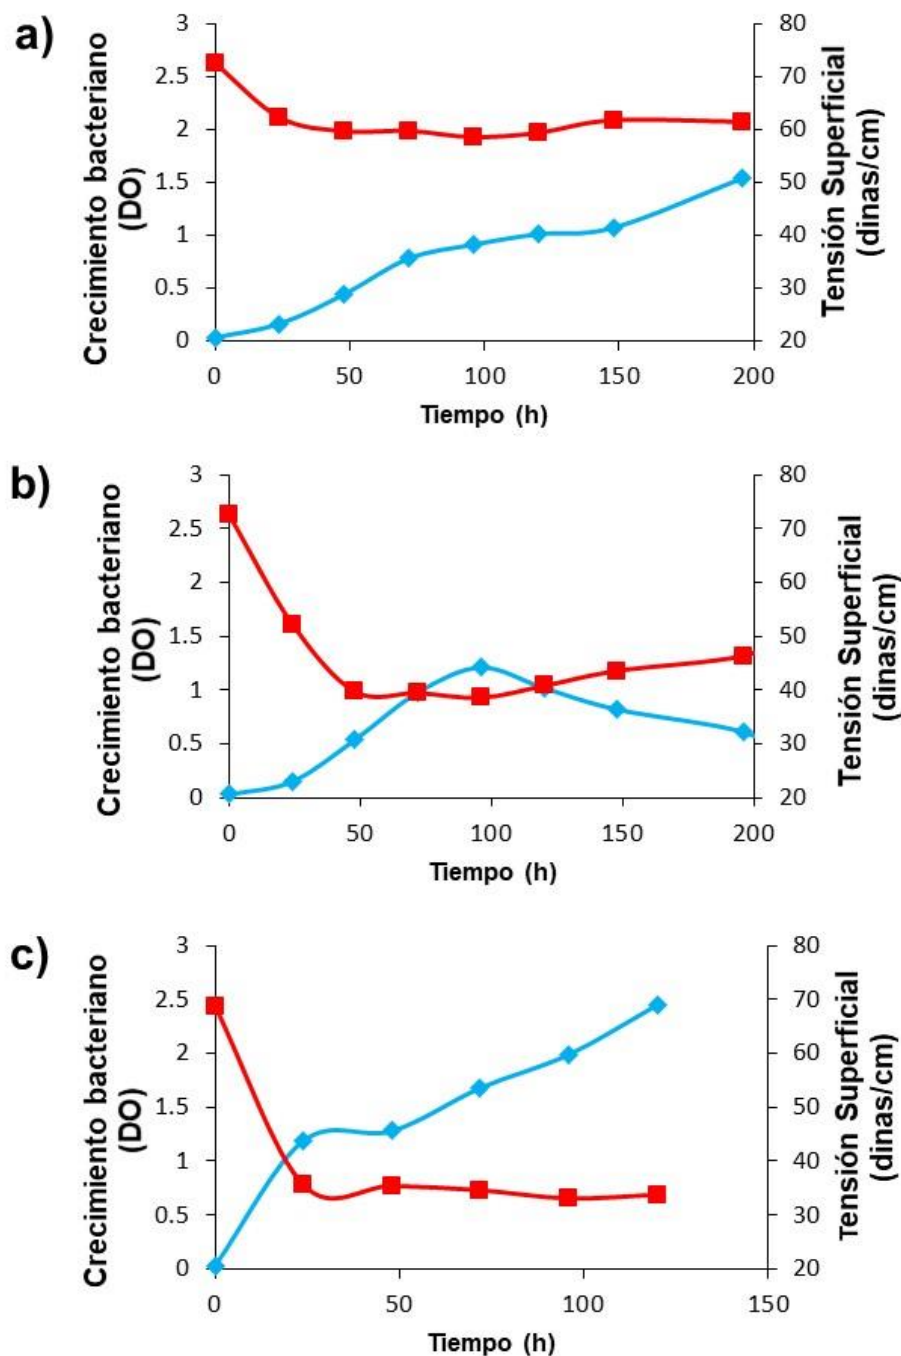 a)
Crecimiento bacteriano
(DO)
3
2.5
2
1.5
1
0.5
0
80
70
60
50
40
30
20
Tensión Superficial
(dinas/cm)
0 50 100 150 200
Tiempo (h)
b)
Crecimiento bacteriano
(DO)
3
2.5
2
1.5
1
0.5
0
80
70
60
50
40
30
20
Tensión Superficial
(dinas/cm)
0 50 100 150 200
Tiempo (h)
c)
Crecimiento bacteriano
(DO)
3
2.5
2
1.5
1
0.5
0
80
70
60
50
40
30
20
Tensión Superficial
(dinas/cm)
0 50 100 150
Tiempo (h)